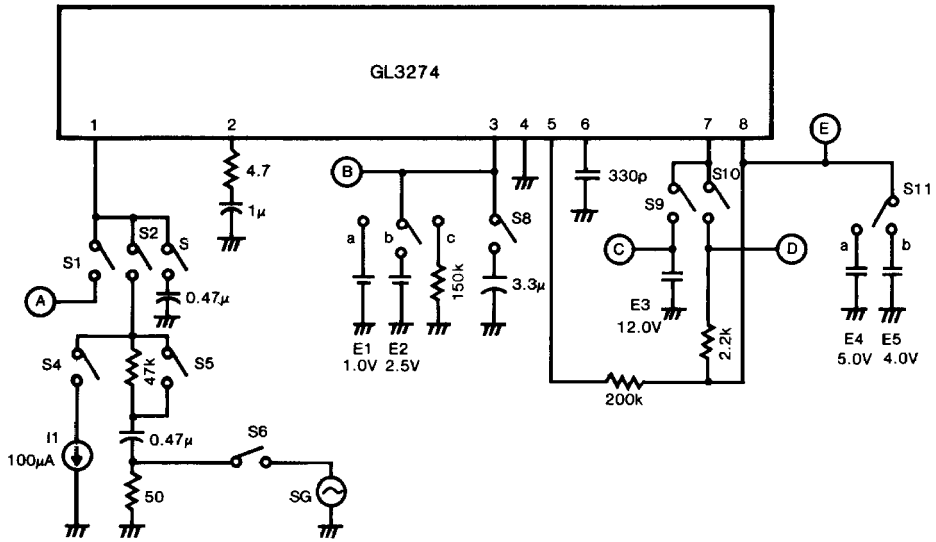 GL3274
1 2 3 4 5 6 7 8
4.7
1μ
A
S1
S2
S
0.47μ
S4
47k
S5
I1
100μA
0.47μ
50
S6
SG
B
a
b
c
E1
1.0V
E2
2.5V
150k
S8
3.3μ
330p
S9
S10
C
D
E3
12.0V
2.2k
200k
E
S11
a
b
E4
5.0V
E5
4.0V